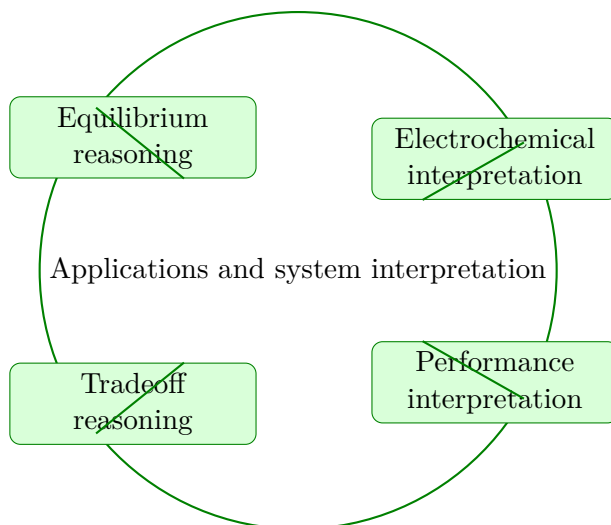 Equilibrium
reasoning
Electrochemical
interpretation
Applications and system interpretation
Tradeoff
reasoning
Performance
interpretation